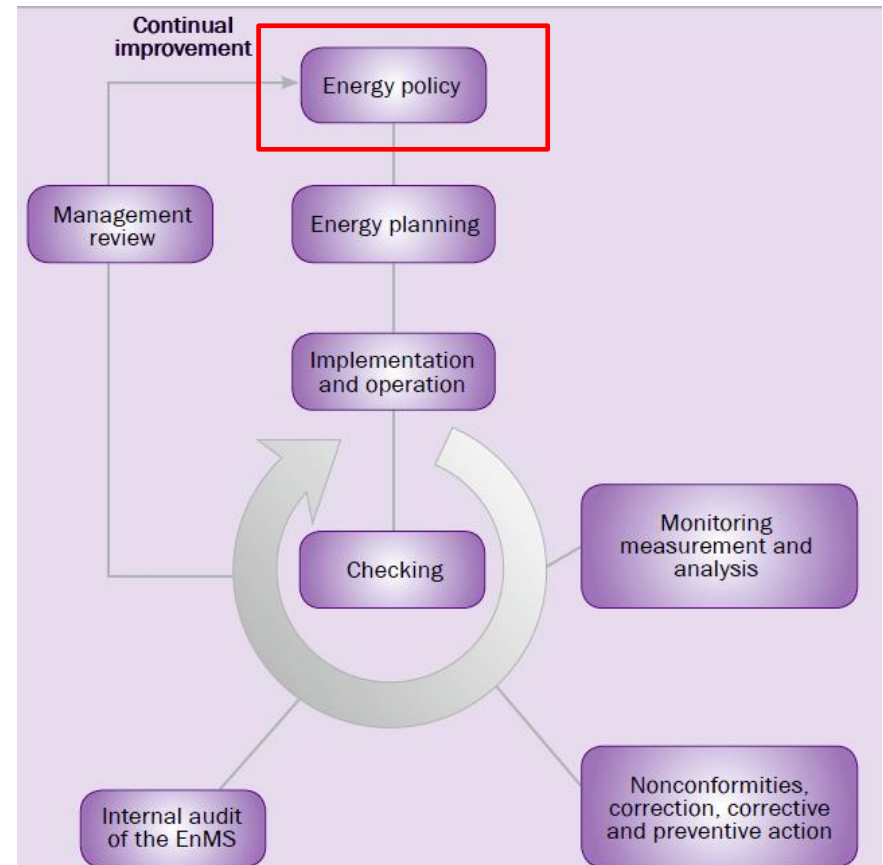 Continual
improvement
Energy policy
Management
review
Energy planning
Implementation
and operation
Checking
Monitoring
measurement and
analysis
Internal audit
of the EnMS
Nonconformities,
correction, corrective
and preventive action